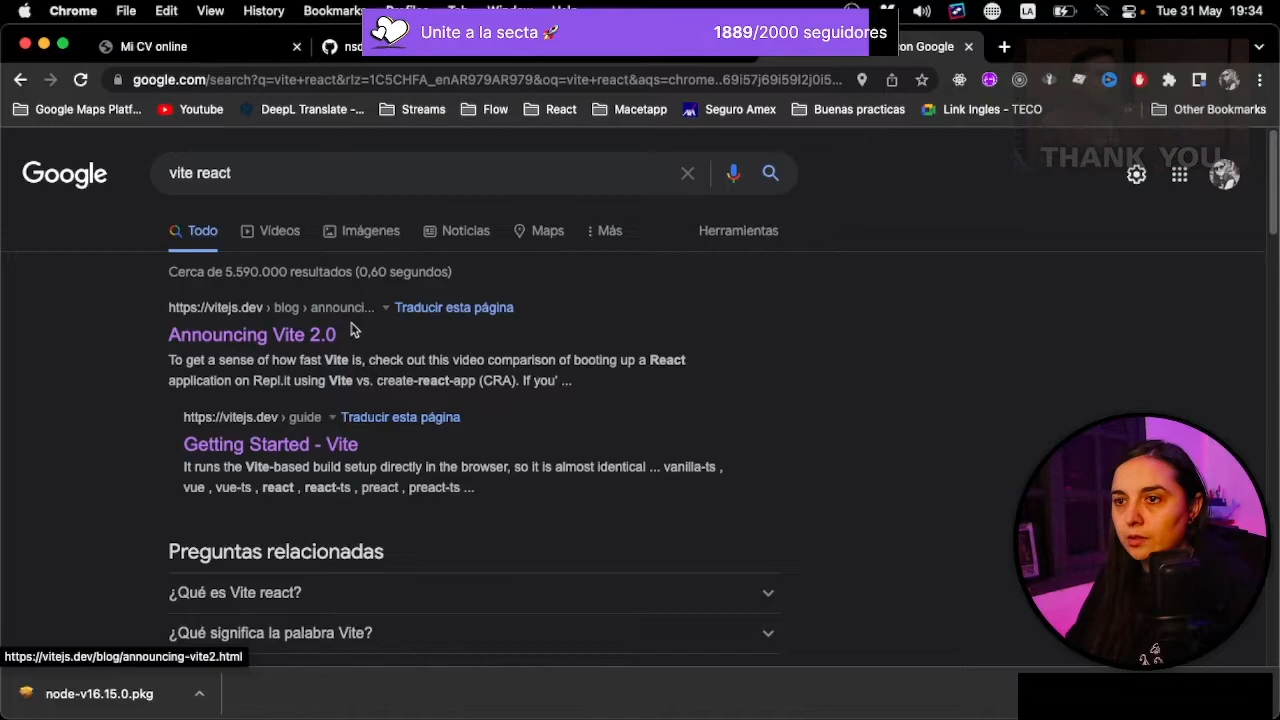 Chrome File Edit View History Bookmarks LA Tue 31 May 19:34
Unite a la secta 🚀 1889/2000 seguidores
Mi CV online
on Google
google.com/search?q=vite+react&rlz=1C5CHFA_enAR979AR979&oq=vite+react&aqs=chrome..69i57j69i59l2j0i5...
Google Maps Platf... Youtube DeepL Translate -... Streams Flow React Macetapp Seguro Amex Buenas practicas Link Ingles - TECO Other Bookmarks
THANK YOU
Google
vite react
Todo Vídeos Imágenes Noticias Maps Más Herramientas
Cerca de 5.590.000 resultados (0,60 segundos)
https://vitejs.dev › blog › announci... Traducir esta página
Announcing Vite 2.0
To get a sense of how fast Vite is, check out this video comparison of booting up a React
application on Repl.it using Vite vs. create-react-app (CRA). If you' ...
https://vitejs.dev › guide Traducir esta página
Getting Started - Vite
It runs the Vite-based build setup directly in the browser, so it is almost identical ... vanilla-ts ,
vue , vue-ts , react , react-ts , preact , preact-ts ...
Preguntas relacionadas
¿Qué es Vite react?
¿Qué significa la palabra Vite?
https://vitejs.dev/blog/announcing-vite2.html
node-v16.15.0.pkg